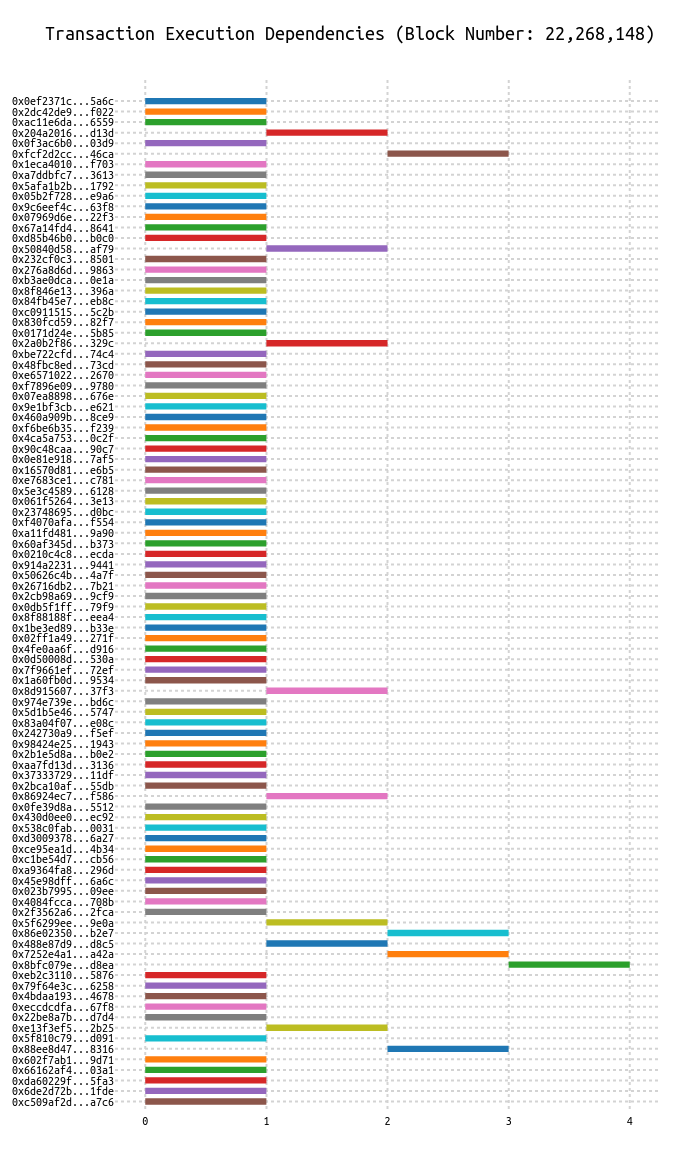 Transaction Execution Dependencies (Block Number: 22,268,148)
0x0ef2371c...5a6c
0x2dc42de9...f022
0xac11e6da...6559
0x204a2016...d13d
0x0f3ac6b0...03d9
0xfcf2d2cc...46ca
0x1eca4010...f703
0xa7ddbfc7...3613
0x5afa1b2b...1792
0x05b2f728...e9a6
0x9c6eef4c...63f8
0x07969d6e...22f3
0x67a14fd4...8641
0xd85b46b0...b0c0
0x50840d58...af79
0x232cf0c3...8501
0x276a8d6d...9863
0xb3ae0dca...0e1a
0x8f846e13...396a
0x84fb45e7...eb8c
0xc0911515...5c2b
0x830fcd59...82f7
0x0171d24e...5b85
0x2a0b2f86...329c
0xbe722cfd...74c4
0x48fbc8ed...73cd
0xe6571022...2670
0xf7896e09...9780
0x07ea8898...676e
0x9e1bf3cb...e621
0x460a909b...8ce9
0xf6be6b35...f239
0x4ca5a753...0c2f
0x90c48caa...90c7
0x0e81e918...7af5
0x16570d81...e6b5
0xe7683ce1...c781
0x5e3c4589...6128
0x061f5264...3e13
0x23748695...d0bc
0xf4070afa...f554
0xa11fd481...9a90
0x60af345d...b373
0x0210c4c8...ecda
0x914a2231...9441
0x50626c4b...4a7f
0x26716db2...7b21
0x2cb98a69...9cf9
0x0db5f1ff...79f9
0x8f88188f...eea4
0x1be3ed89...b33e
0x02ff1a49...271f
0x4fe0aa6f...d916
0x0d50008d...530a
0x7f9661ef...72ef
0x1a60fb0d...9534
0x8d915607...37f3
0x974e739e...bd6c
0x5d1b5e46...5747
0x83a04f07...e08c
0x242730a9...f5ef
0x98424e25...1943
0x2b1e5d8a...b0e2
0xaa7fd13d...3136
0x37333729...11df
0x2bca10af...55db
0x86924ec7...f586
0x0fe39d8a...5512
0x430d0ee0...ec92
0x538c0fab...0031
0xd3009378...6a27
0xce95ea1d...4b34
0xc1be54d7...cb56
0xa9364fa8...296d
0x45e98dff...6a6c
0x023b7995...09ee
0x4084fcca...708b
0x2f3562a6...2fca
0x5f6299ee...9e0a
0x86e02350...b2e7
0x488e87d9...d8c5
0x7252e4a1...a42a
0x8bfc079e...d8ea
0xeb2c3110...5876
0x79f64e3c...6258
0x4bdaa193...4678
0xeccdcdfa...67f8
0x22be8a7b...d7d4
0xe13f3ef5...2b25
0x5f810c79...d091
0x88ee8d47...8316
0x602f7ab1...9d71
0x66162af4...03a1
0xda60229f...5fa3
0x6de2d72b...1fde
0xc509af2d...a7c6
0 1 2 3 4